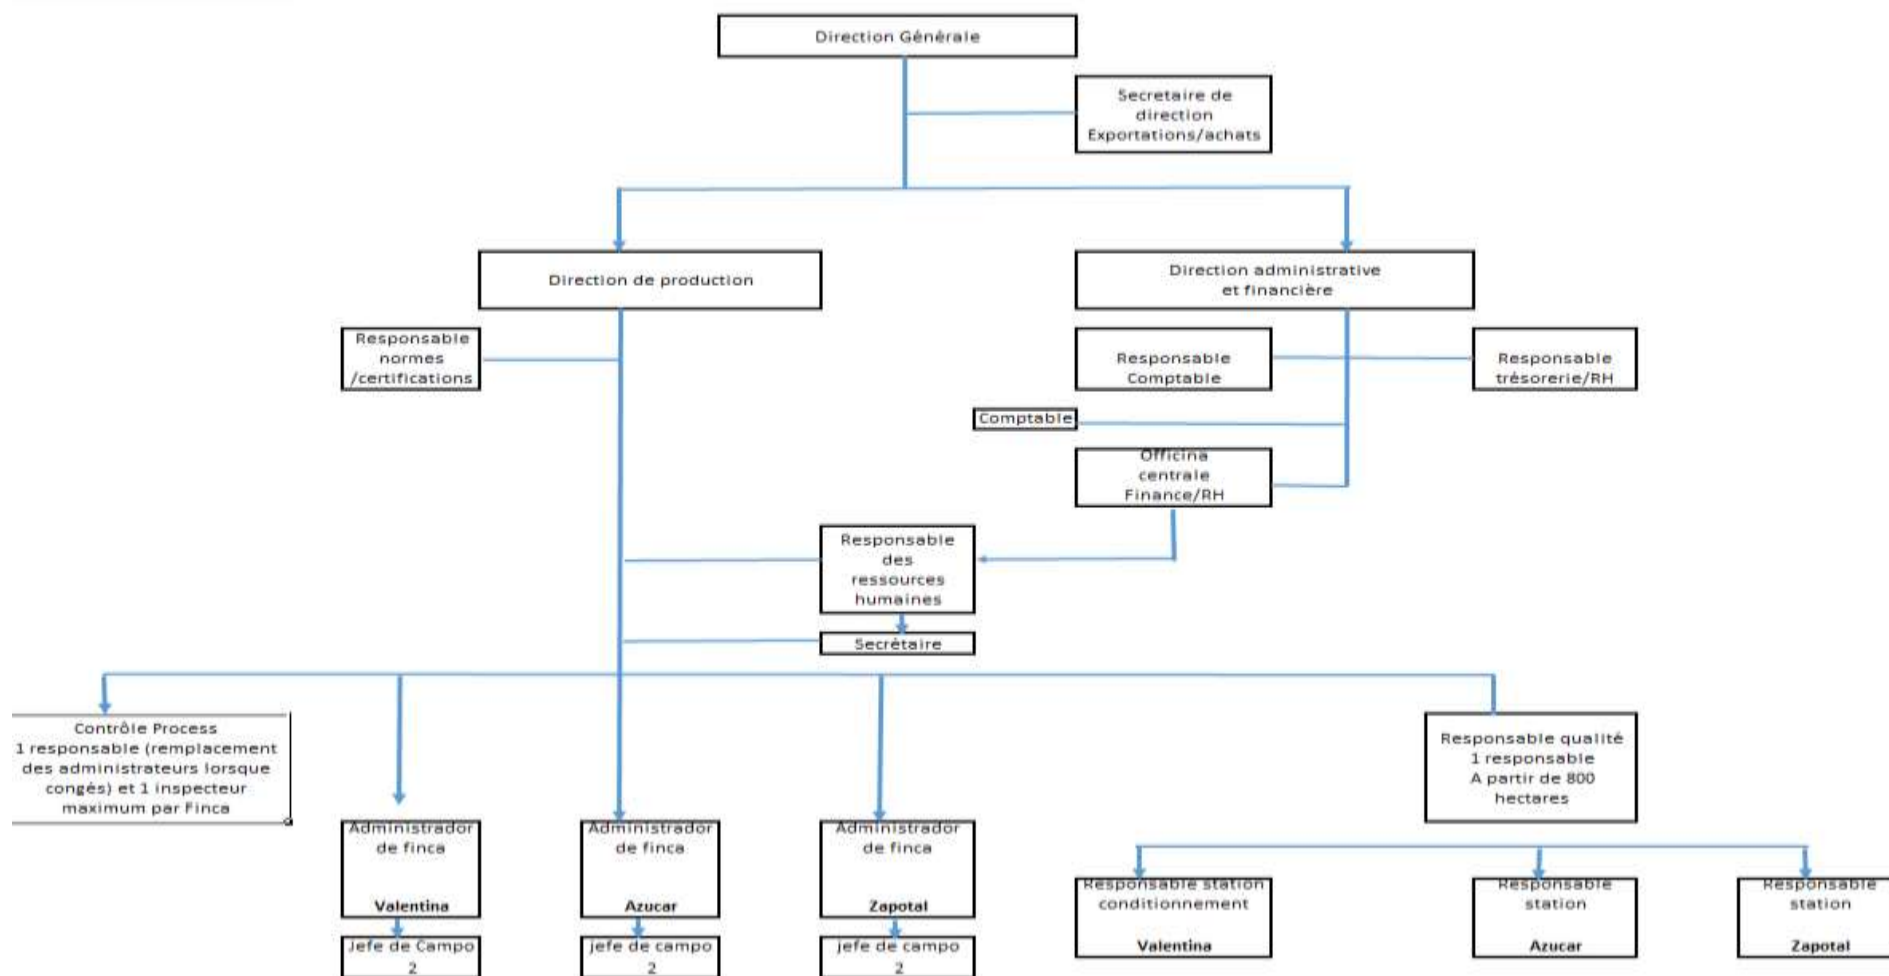 Direction Générale
Secretaire de
direction
Exportations/achats
Direction de production
Direction administrative
et financière
Responsable
normes
/certifications
Responsable
Comptable
Responsable
trésorerie/RH
Comptable
Officina
centrale
Finance/RH
Responsable
des
ressources
humaines
Secrétaire
Contrôle Process
1 responsable (remplacement
des administrateurs lorsque
congés) et 1 inspecteur
maximum par Finca
Responsable qualité
1 responsable
A partir de 800
hectares
Administrador
de finca
Valentina
Administrador
de finca
Azucar
Administrador
de finca
Zapotal
Responsable station
conditionnement
Valentina
Responsable
station
Azucar
Responsable
station
Zapotal
Jefe de Campo
2
jefe de campo
2
jefe de campo
2